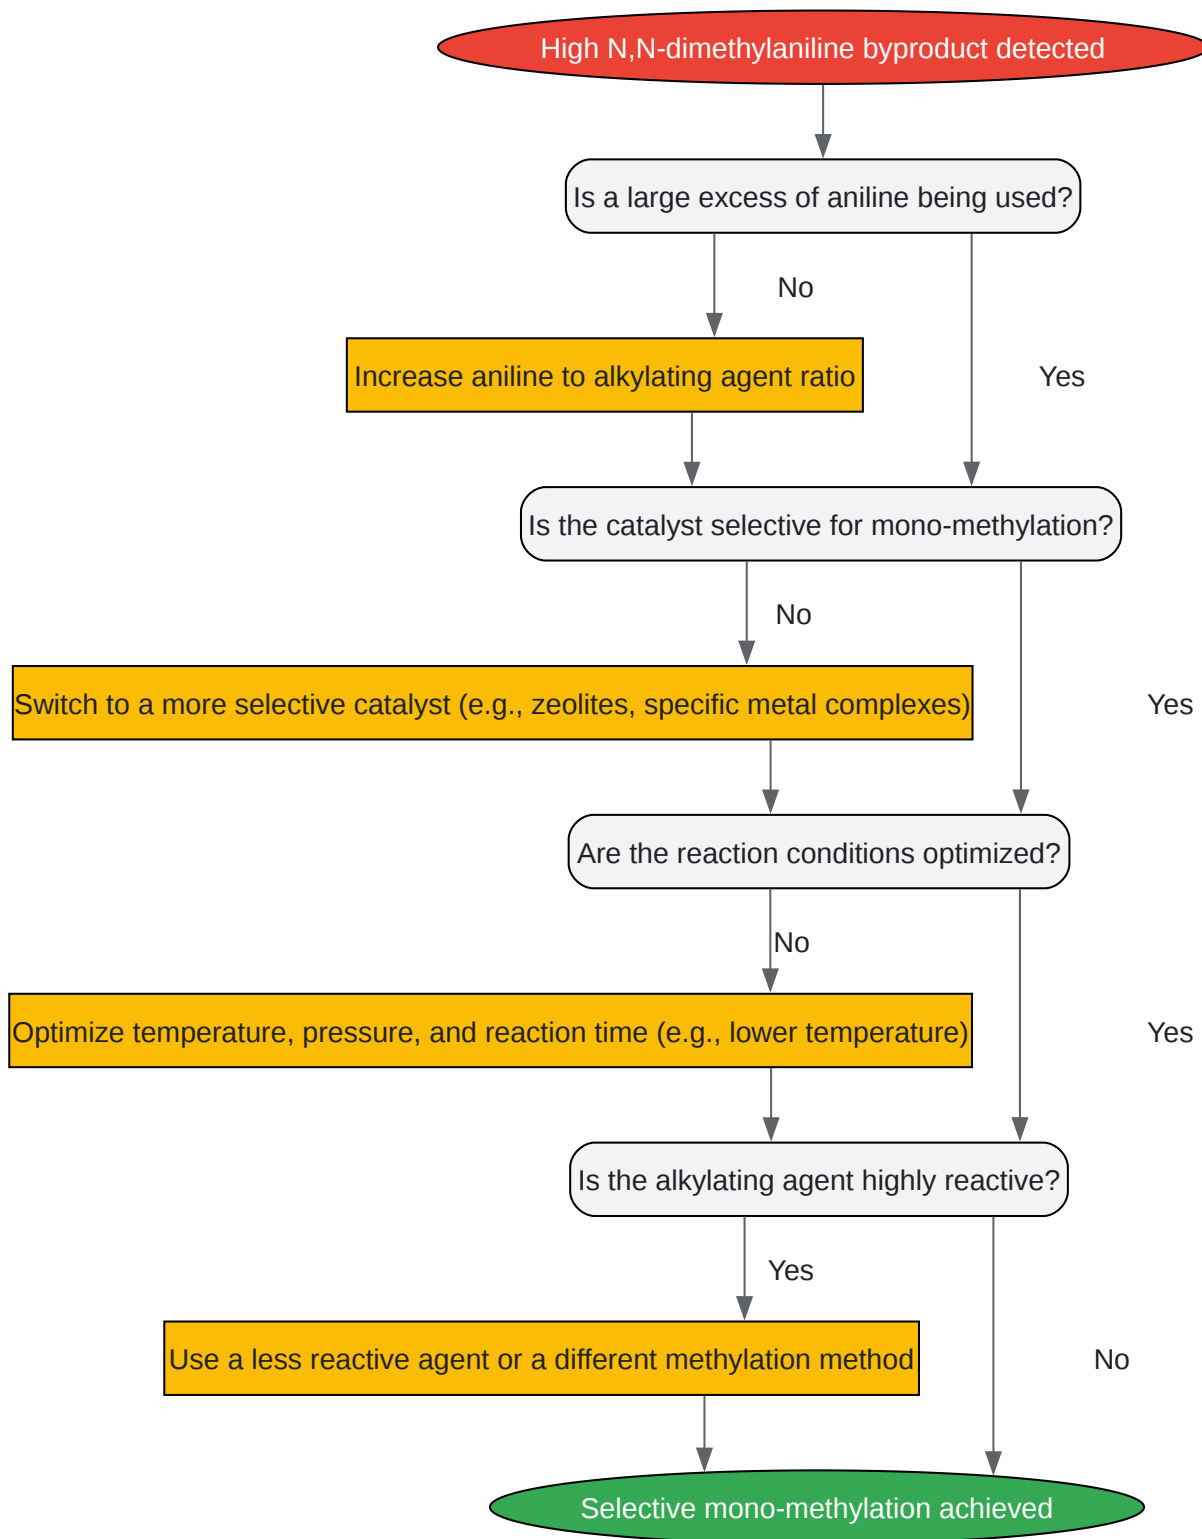 High N,N-dimethylaniline byproduct detected
Is a large excess of aniline being used?
No
Increase aniline to alkylating agent ratio
Yes
Is the catalyst selective for mono-methylation?
No
Switch to a more selective catalyst (e.g., zeolites, specific metal complexes)
Yes
Are the reaction conditions optimized?
No
Optimize temperature, pressure, and reaction time (e.g., lower temperature)
Yes
Is the alkylating agent highly reactive?
Yes
Use a less reactive agent or a different methylation method
No
Selective mono-methylation achieved